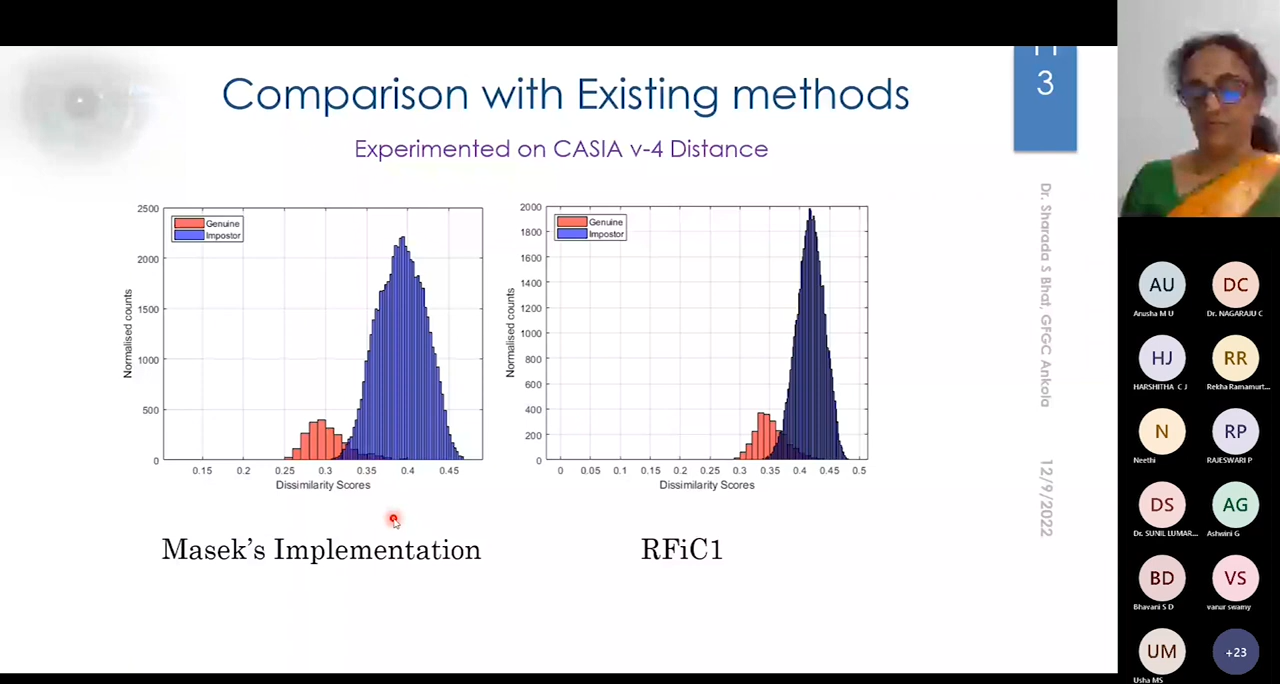 Comparison with Existing methods
Experimented on CASIA v-4 Distance
3
Genuine
Impostor
2500
2000
1500
1000
500
0
Normalised counts
0.15 0.2 0.25 0.3 0.35 0.4 0.45
Dissimilarity Scores
Masek’s Implementation
Genuine
Impostor
2000
1800
1600
1400
1200
1000
800
600
400
200
0
Normalised counts
0 0.05 0.1 0.15 0.2 0.25 0.3 0.35 0.4 0.45 0.5
Dissimilarity Scores
RFiC1
Dr. Sharada S Bhat, GFGC Ankola
12/9/2022
AU
Anusha M U
DC
Dr. NAGARAJU C
HJ
HARSHITHA C J
RR
Rekha Ramamurt...
N
Neethi
RP
RAJESWARI P
DS
Dr. SUNIL LUMAR...
AG
Ashwini G
BD
Bhavani S D
VS
vanur swamy
UM
Usha MS
+23